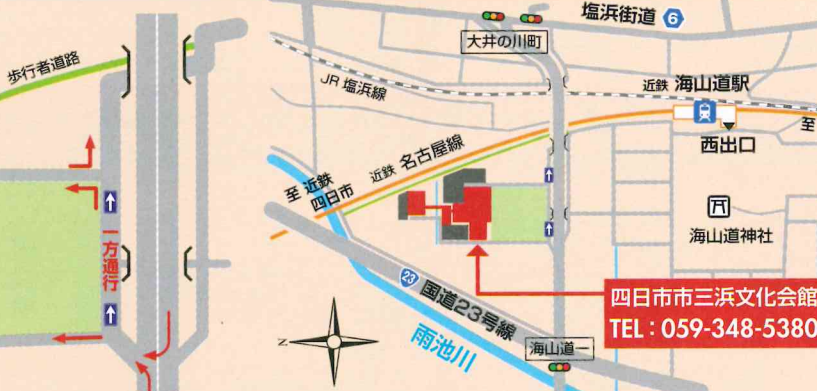 歩行者道路
一方通行
塩浜街道 6
大井の川町
JR 塩浜線
近鉄 海山道駅
至
西出口
近鉄 名古屋線
至 近鉄
四日市
海山道神社
23 国道23号線
雨池川
N
海山道一
四日市市三浜文化会館
TEL：059-348-5380